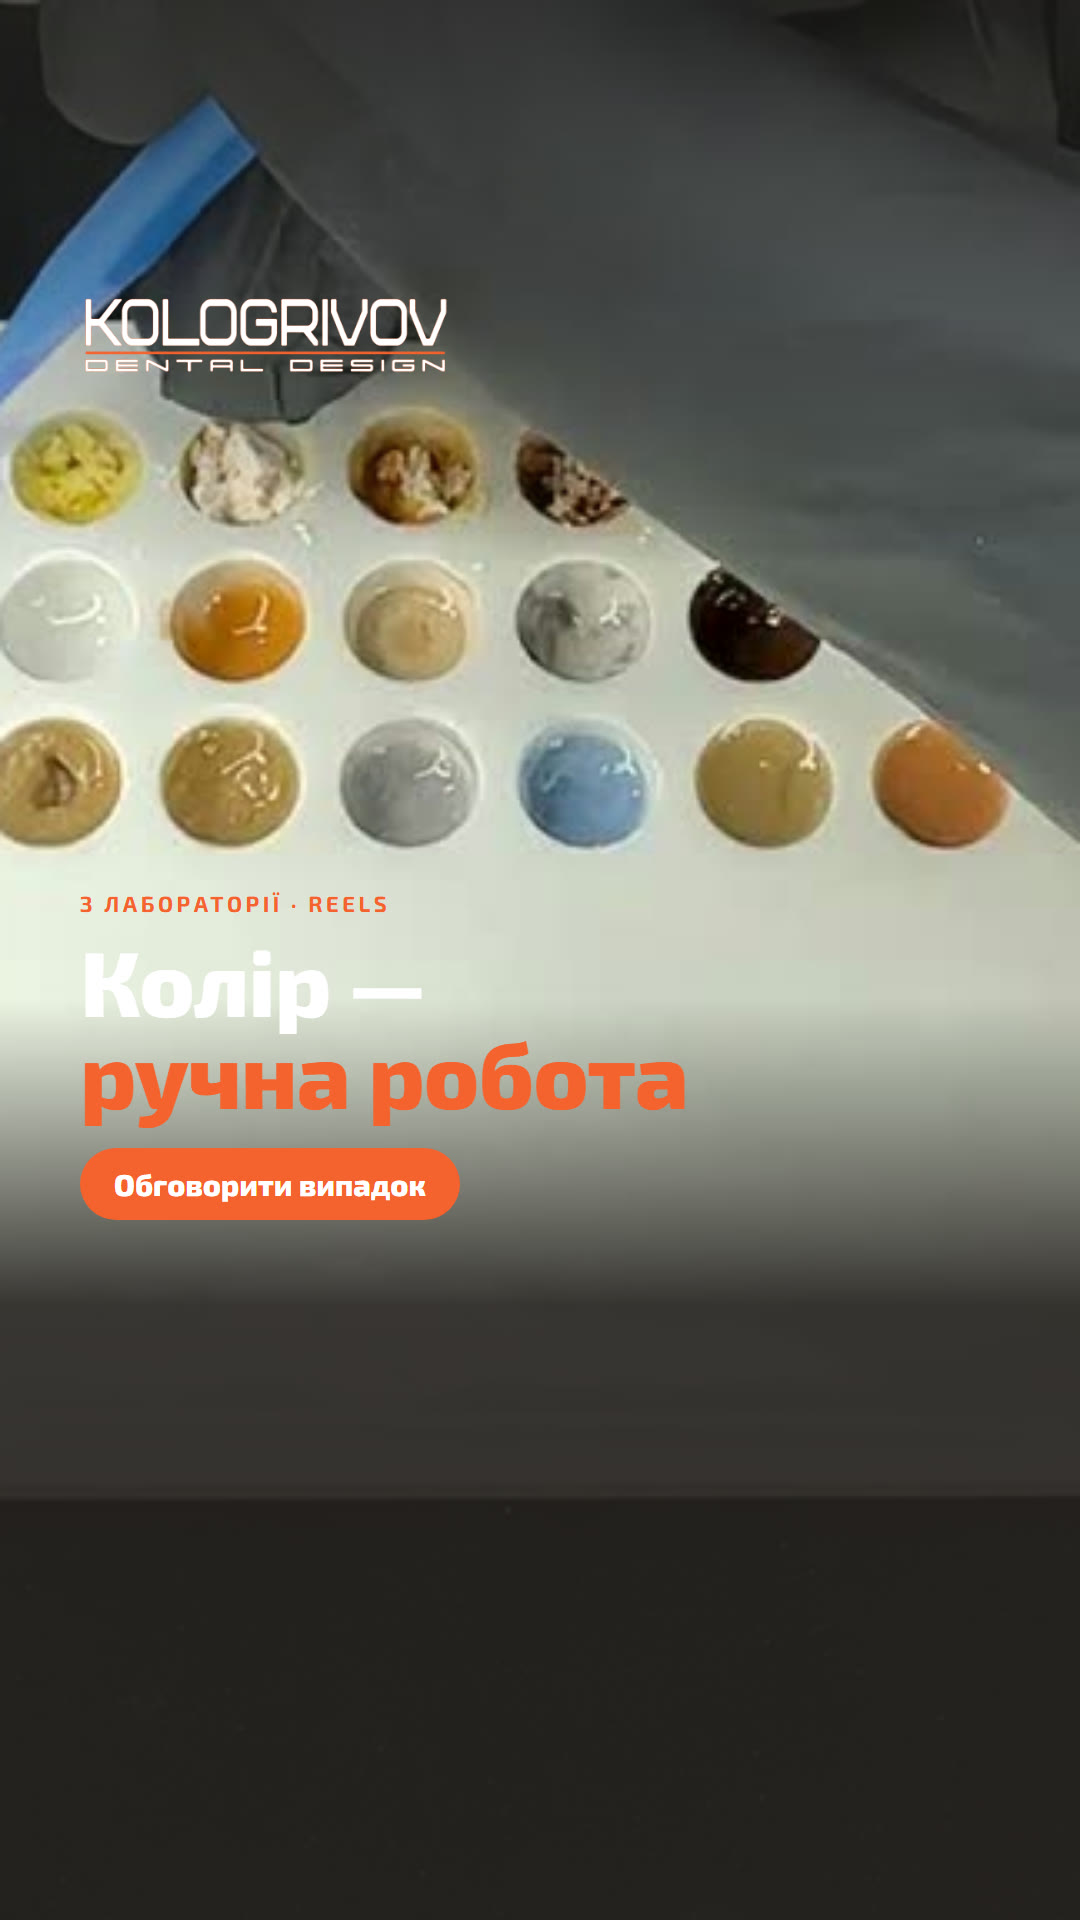 KOLOGRIVOV
DENTAL DESIGN
З ЛАБОРАТОРІЇ · REELS
Колір —
ручна робота
Обговорити випадок